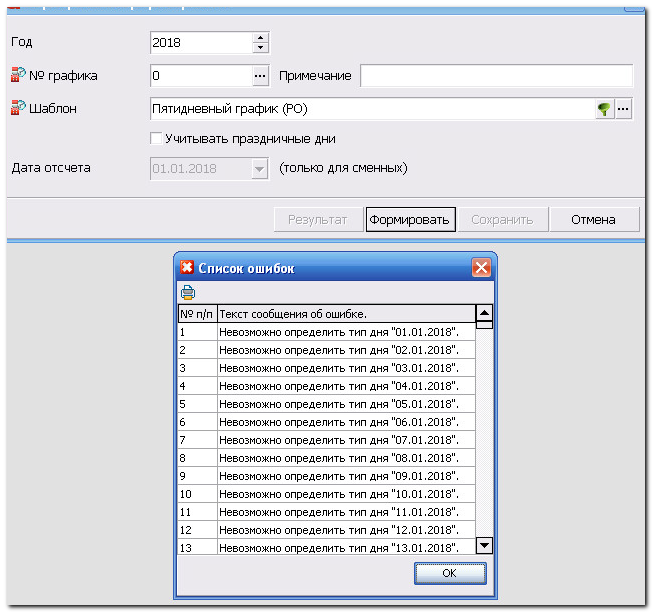 Год 2018
№ графика 0 ... Примечание
Шаблон Пятидневный график (РО) ...
Учитывать праздничные дни
Дата отсчета 01.01.2018 (только для сменных)
Результат Формировать Сохранить Отмена
Список ошибок
№ п/п Текст сообщения об ошибке.
1 Невозможно определить тип дня "01.01.2018".
2 Невозможно определить тип дня "02.01.2018".
3 Невозможно определить тип дня "03.01.2018".
4 Невозможно определить тип дня "04.01.2018".
5 Невозможно определить тип дня "05.01.2018".
6 Невозможно определить тип дня "06.01.2018".
7 Невозможно определить тип дня "07.01.2018".
8 Невозможно определить тип дня "08.01.2018".
9 Невозможно определить тип дня "09.01.2018".
10 Невозможно определить тип дня "10.01.2018".
11 Невозможно определить тип дня "11.01.2018".
12 Невозможно определить тип дня "12.01.2018".
13 Невозможно определить тип дня "13.01.2018".
OK